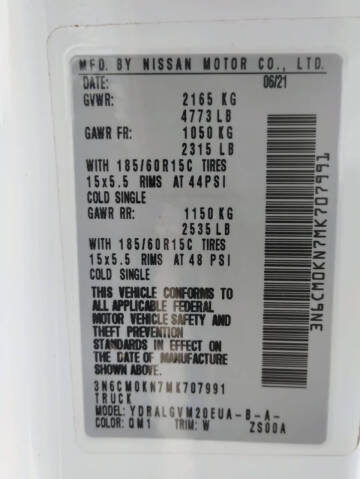 MFD. BY NISSAN MOTOR CO., LTD.
DATE: 06/21
GVWR: 2165 KG
4773 LB
GAWR FR: 1050 KG
2315 LB
WITH 185/60R15C TIRES
15x5.5 RIMS AT 44PSI
COLD SINGLE
GAWR RR: 1150 KG
2535 LB
WITH 185/60R15C TIRES
15x5.5 RIMS AT 48 PSI
COLD SINGLE
THIS VEHICLE CONFORMS TO
ALL APPLICABLE FEDERAL
MOTOR VEHICLE SAFETY AND
THEFT PREVENTION
STANDARDS IN EFFECT ON
THE DATE OF MANUFACTURE
SHOWN ABOVE.
3N6CM0KN7MK707991
TRUCK
MODEL: YDRALGVM20EUA-B-A-
COLOR: QM1 TRIM: W ZS00A
3N6CM0KN7MK707991